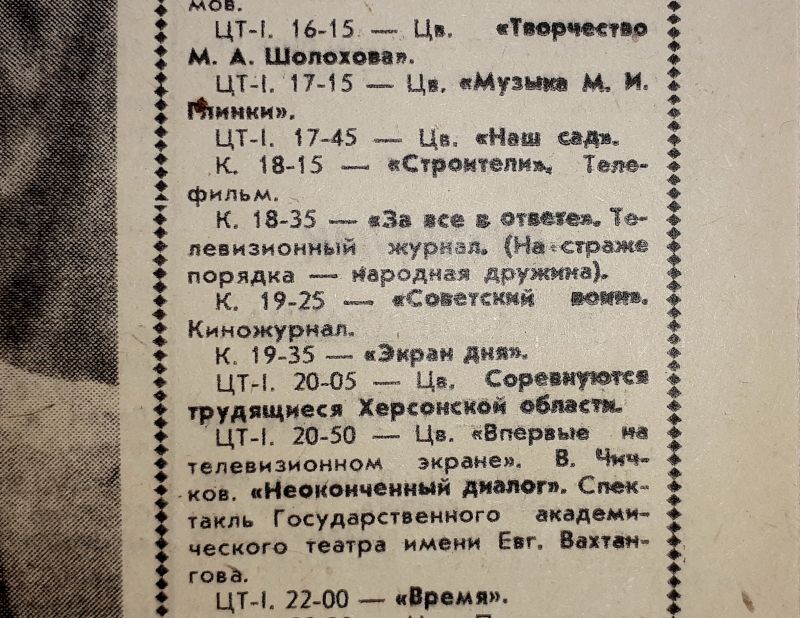 мов.
ЦТ-I. 16-15 — Цв. «Творчество
М. А. Шолохова».
ЦТ-I. 17-15 — Цв. «Музыка М. И.
Глинки».
ЦТ-I. 17-45 — Цв. «Наш сад».
К. 18-15 — «Строители». Теле-
фильм.
К. 18-35 — «За все в ответе». Те-
левизионный журнал. (На страже
порядка — народная дружина).
К. 19-25 — «Советский воин».
Киножурнал.
К. 19-35 — «Экран дня».
ЦТ-I. 20-05 — Цв. Соревнуются
трудящиеся Херсонской области.
ЦТ-I. 20-50 — Цв. «Впервые на
телевизионном экране». В. Чич-
ков. «Неоконченный диалог». Спек-
такль Государственного академи-
ческого театра имени Евг. Вахтан-
гова.
ЦТ-I. 22-00 — «Время».